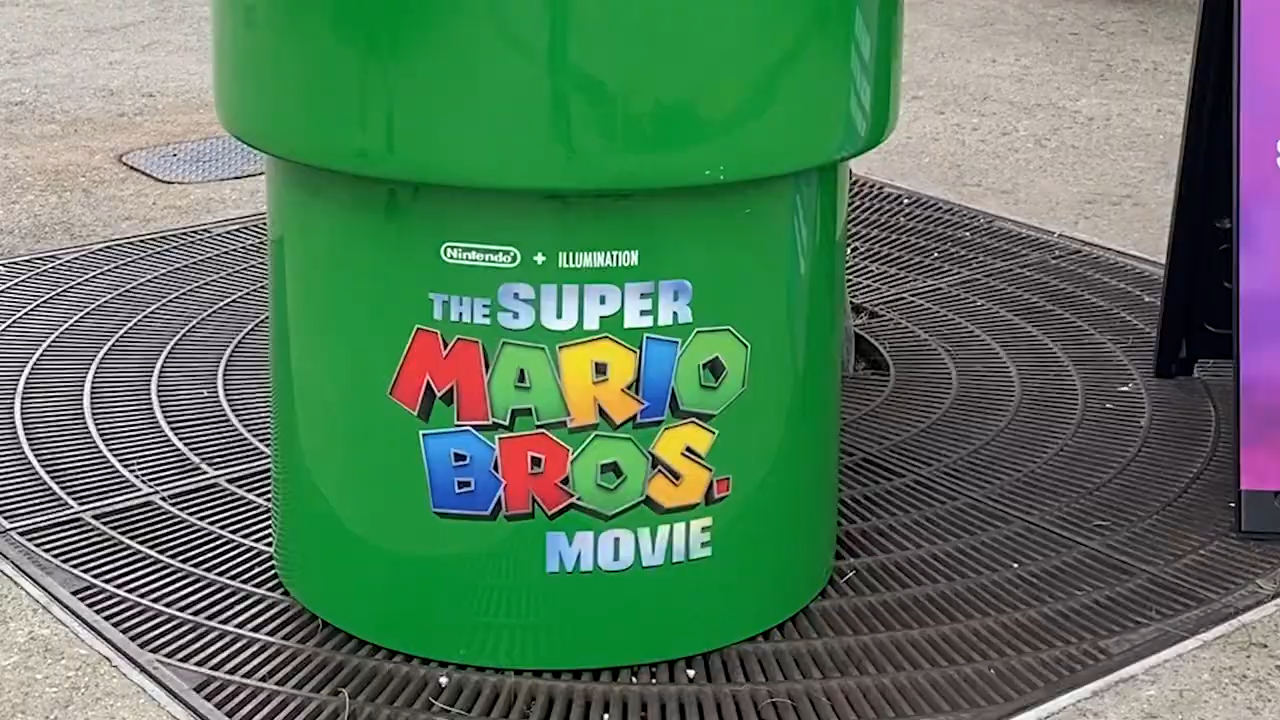 Nintendo + ILLUMINATION
THE SUPER
MARIO
BROS.
MOVIE